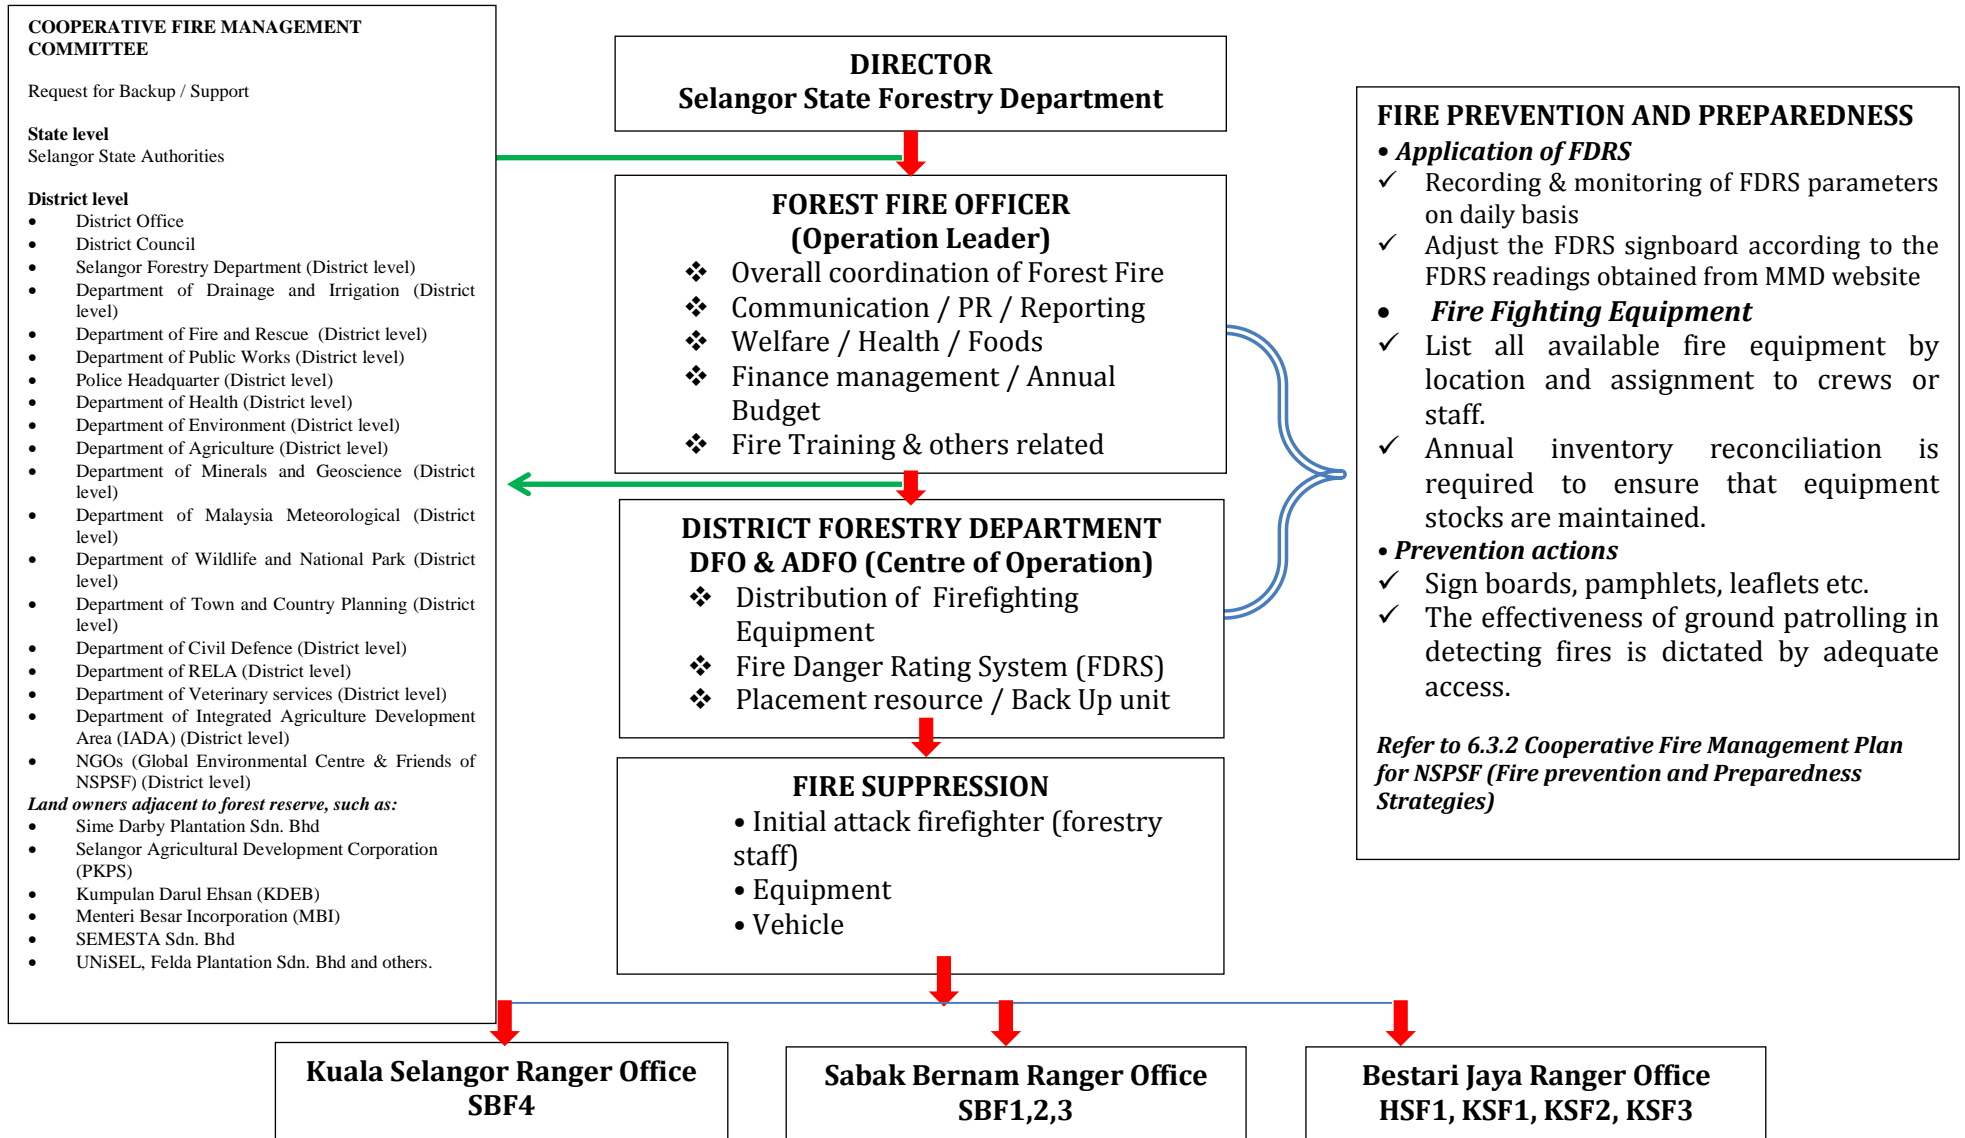 COOPERATIVE FIRE MANAGEMENT
COMMITTEE
Request for Backup / Support
State level
Selangor State Authorities
District level
• District Office
• District Council
• Selangor Forestry Department (District level)
• Department of Drainage and Irrigation (District
level)
• Department of Fire and Rescue (District level)
• Department of Public Works (District level)
• Police Headquarter (District level)
• Department of Health (District level)
• Department of Environment (District level)
• Department of Agriculture (District level)
• Department of Minerals and Geoscience (District
level)
• Department of Malaysia Meteorological (District
level)
• Department of Wildlife and National Park (District
level)
• Department of Town and Country Planning (District
level)
• Department of Civil Defence (District level)
• Department of RELA (District level)
• Department of Veterinary services (District level)
• Department of Integrated Agriculture Development
Area (IADA) (District level)
• NGOs (Global Environmental Centre & Friends of
NSPSF) (District level)
Land owners adjacent to forest reserve, such as:
• Sime Darby Plantation Sdn. Bhd
• Selangor Agricultural Development Corporation
(PKPS)
• Kumpulan Darul Ehsan (KDEB)
• Menteri Besar Incorporation (MBI)
• SEMESTA Sdn. Bhd
• UNiSEL, Felda Plantation Sdn. Bhd and others.
DIRECTOR
Selangor State Forestry Department
FOREST FIRE OFFICER
(Operation Leader)
❖ Overall coordination of Forest Fire
❖ Communication / PR / Reporting
❖ Welfare / Health / Foods
❖ Finance management / Annual
Budget
❖ Fire Training & others related
DISTRICT FORESTRY DEPARTMENT
DFO & ADFO (Centre of Operation)
❖ Distribution of Firefighting
Equipment
❖ Fire Danger Rating System (FDRS)
❖ Placement resource / Back Up unit
FIRE SUPPRESSION
• Initial attack firefighter (forestry
staff)
• Equipment
• Vehicle
FIRE PREVENTION AND PREPAREDNESS
• Application of FDRS
✓ Recording & monitoring of FDRS parameters
on daily basis
✓ Adjust the FDRS signboard according to the
FDRS readings obtained from MMD website
• Fire Fighting Equipment
✓ List all available fire equipment by
location and assignment to crews or
staff.
✓ Annual inventory reconciliation is
required to ensure that equipment
stocks are maintained.
• Prevention actions
✓ Sign boards, pamphlets, leaflets etc.
✓ The effectiveness of ground patrolling in
detecting fires is dictated by adequate
access.
Refer to 6.3.2 Cooperative Fire Management Plan
for NSPSF (Fire prevention and Preparedness
Strategies)
Kuala Selangor Ranger Office
SBF4
Sabak Bernam Ranger Office
SBF1,2,3
Bestari Jaya Ranger Office
HSF1, KSF1, KSF2, KSF3